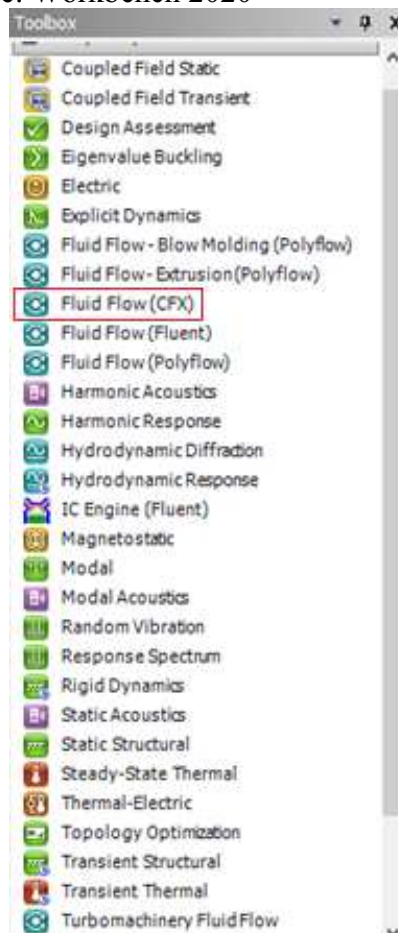 Workbench 2020
Toolbox
Coupled Field Static
Coupled Field Transient
Design Assessment
Eigenvalue Buckling
Electric
Explicit Dynamics
Fluid Flow - Blow Molding (Polyflow)
Fluid Flow - Extrusion (Polyflow)
Fluid Flow (CFX)
Fluid Flow (Fluent)
Fluid Flow (Polyflow)
Harmonic Acoustics
Harmonic Response
Hydrodynamic Diffraction
Hydrodynamic Response
IC Engine (Fluent)
Magnetostatic
Modal
Modal Acoustics
Random Vibration
Response Spectrum
Rigid Dynamics
Static Acoustics
Static Structural
Steady-State Thermal
Thermal-Electric
Topology Optimization
Transient Structural
Transient Thermal
Turbomachinery Fluid Flow